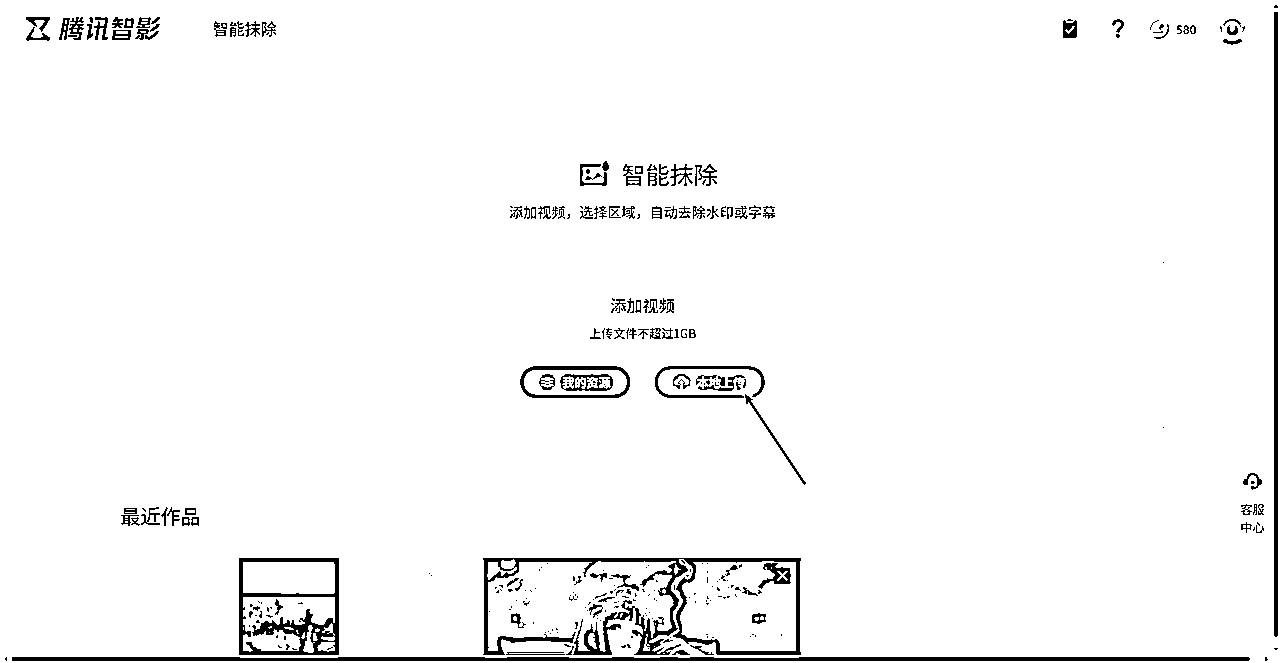 腾讯智影
智能抹除
580
智能抹除
添加视频，选择区域，自动去除水印或字幕
添加视频
上传文件不超过1GB
我的资源
本地上传
客服
中心
最近作品